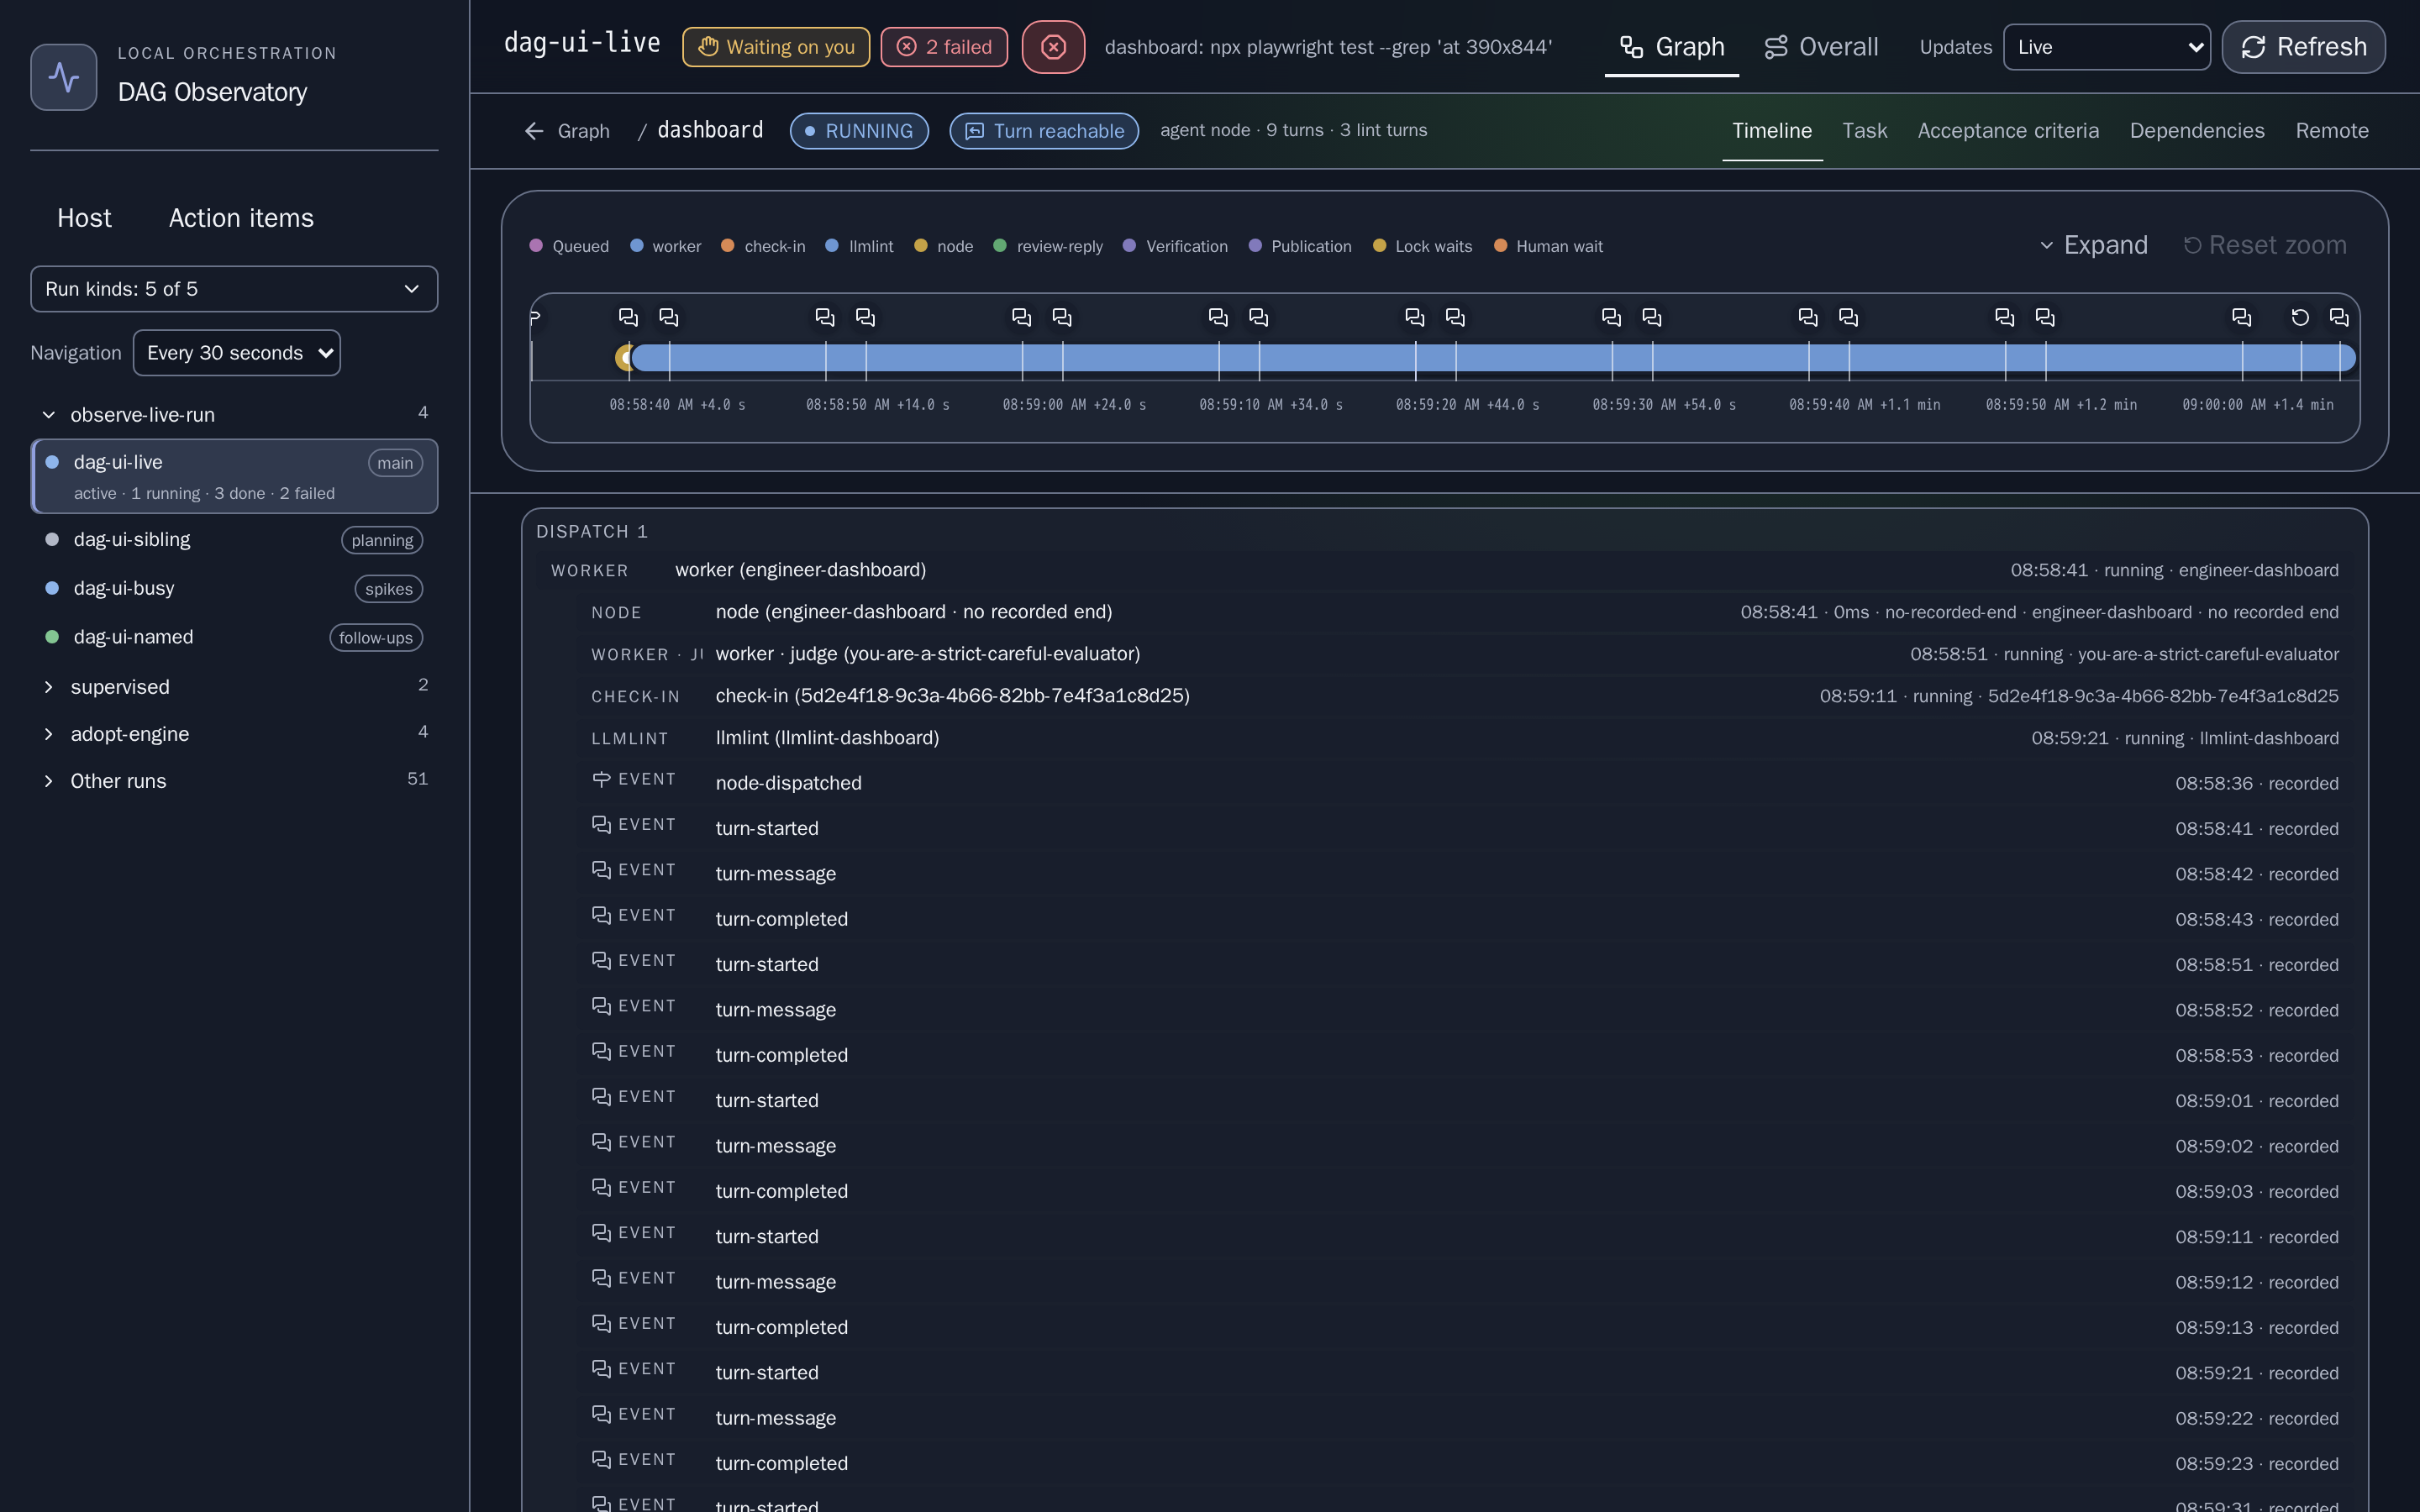 LOCAL ORCHESTRATION
DAG Observatory
Host Action items
Run kinds: 5 of 5
Navigation Every 30 seconds
observe-live-run 4
dag-ui-live main
active · 1 running · 3 done · 2 failed
dag-ui-sibling planning
dag-ui-busy spikes
dag-ui-named follow-ups
supervised 2
adopt-engine 4
Other runs 51
dag-ui-live Waiting on you 2 failed dashboard: npx playwright test --grep 'at 390x844' Graph Overall Updates Live Refresh
Graph / dashboard RUNNING Turn reachable agent node · 9 turns · 3 lint turns Timeline Task Acceptance criteria Dependencies Remote
Queued worker check-in llmlint node review-reply Verification Publication Lock waits Human wait Expand Reset zoom
08:58:40 AM +4.0 s 08:58:50 AM +14.0 s 08:59:00 AM +24.0 s 08:59:10 AM +34.0 s 08:59:20 AM +44.0 s 08:59:30 AM +54.0 s 08:59:40 AM +1.1 min 08:59:50 AM +1.2 min 09:00:00 AM +1.4 min
DISPATCH 1
WORKER worker (engineer-dashboard) 08:58:41 · running · engineer-dashboard
NODE node (engineer-dashboard · no recorded end) 08:58:41 · 0ms · no-recorded-end · engineer-dashboard · no recorded end
WORKER · worker · judge (you-are-a-strict-careful-evaluator) 08:58:51 · running · you-are-a-strict-careful-evaluator
CHECK-IN check-in (5d2e4f18-9c3a-4b66-82bb-7e4f3a1c8d25) 08:59:11 · running · 5d2e4f18-9c3a-4b66-82bb-7e4f3a1c8d25
LLMLINT llmlint (llmlint-dashboard) 08:59:21 · running · llmlint-dashboard
EVENT node-dispatched 08:58:36 · recorded
EVENT turn-started 08:58:41 · recorded
EVENT turn-message 08:58:42 · recorded
EVENT turn-completed 08:58:43 · recorded
EVENT turn-started 08:58:51 · recorded
EVENT turn-message 08:58:52 · recorded
EVENT turn-completed 08:58:53 · recorded
EVENT turn-started 08:59:01 · recorded
EVENT turn-message 08:59:02 · recorded
EVENT turn-completed 08:59:03 · recorded
EVENT turn-started 08:59:11 · recorded
EVENT turn-message 08:59:12 · recorded
EVENT turn-completed 08:59:13 · recorded
EVENT turn-started 08:59:21 · recorded
EVENT turn-message 08:59:22 · recorded
EVENT turn-completed 08:59:23 · recorded
EVENT turn-started 08:59:31 · recorded